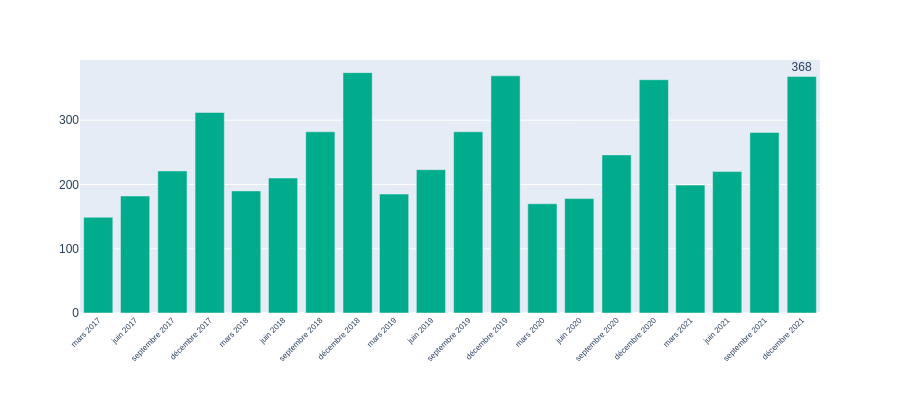 368
300
200
100
0
mars 2017
juin 2017
septembre 2017
décembre 2017
mars 2018
juin 2018
septembre 2018
décembre 2018
mars 2019
juin 2019
septembre 2019
décembre 2019
mars 2020
juin 2020
septembre 2020
décembre 2020
mars 2021
juin 2021
septembre 2021
décembre 2021